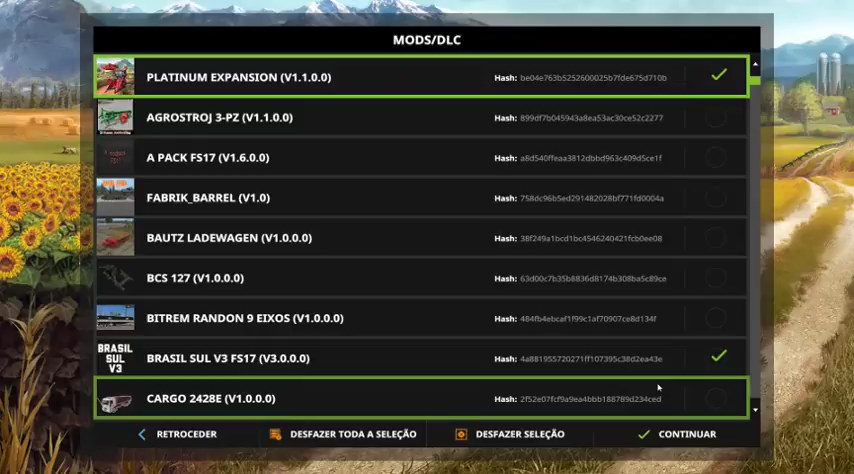 MODS/DLC
PLATINUM EXPANSION (V1.1.0.0) Hash: be04e763b5252600025b7fde675d710b
AGROSTROJ 3-PZ (V1.1.0.0) Hash: 899df7b045943a8ea53ac30ce52c2277
A PACK FS17 (V1.6.0.0) Hash: a8d540ffeaa3812dbbd963c409d5ce1f
FABRIK_BARREL (V1.0) Hash: 758dc96b5ed291482028bf771fd0004a
BAUTZ LADEWAGEN (V1.0.0.0) Hash: 38f249a1bcd1bc4546240421fcb0ee08
BCS 127 (V1.0.0.0) Hash: 63d00c7b35b8836d8174b308ba5c89ce
BITREM RANDON 9 EIXOS (V1.0.0.0) Hash: 484fb4ebcaf1f99c1af70907ce8d134f
BRASIL SUL V3 BRASIL SUL V3 FS17 (V3.0.0.0) Hash: 4a881955720271ff107395c38d2ea43e
CARGO 2428E (V1.0.0.0) Hash: 2f52e07fcf9a9ea4bbb188789d234ced
RETROCEDER DESFAZER TODA A SELEÇÃO DESFAZER SELEÇÃO CONTINUAR